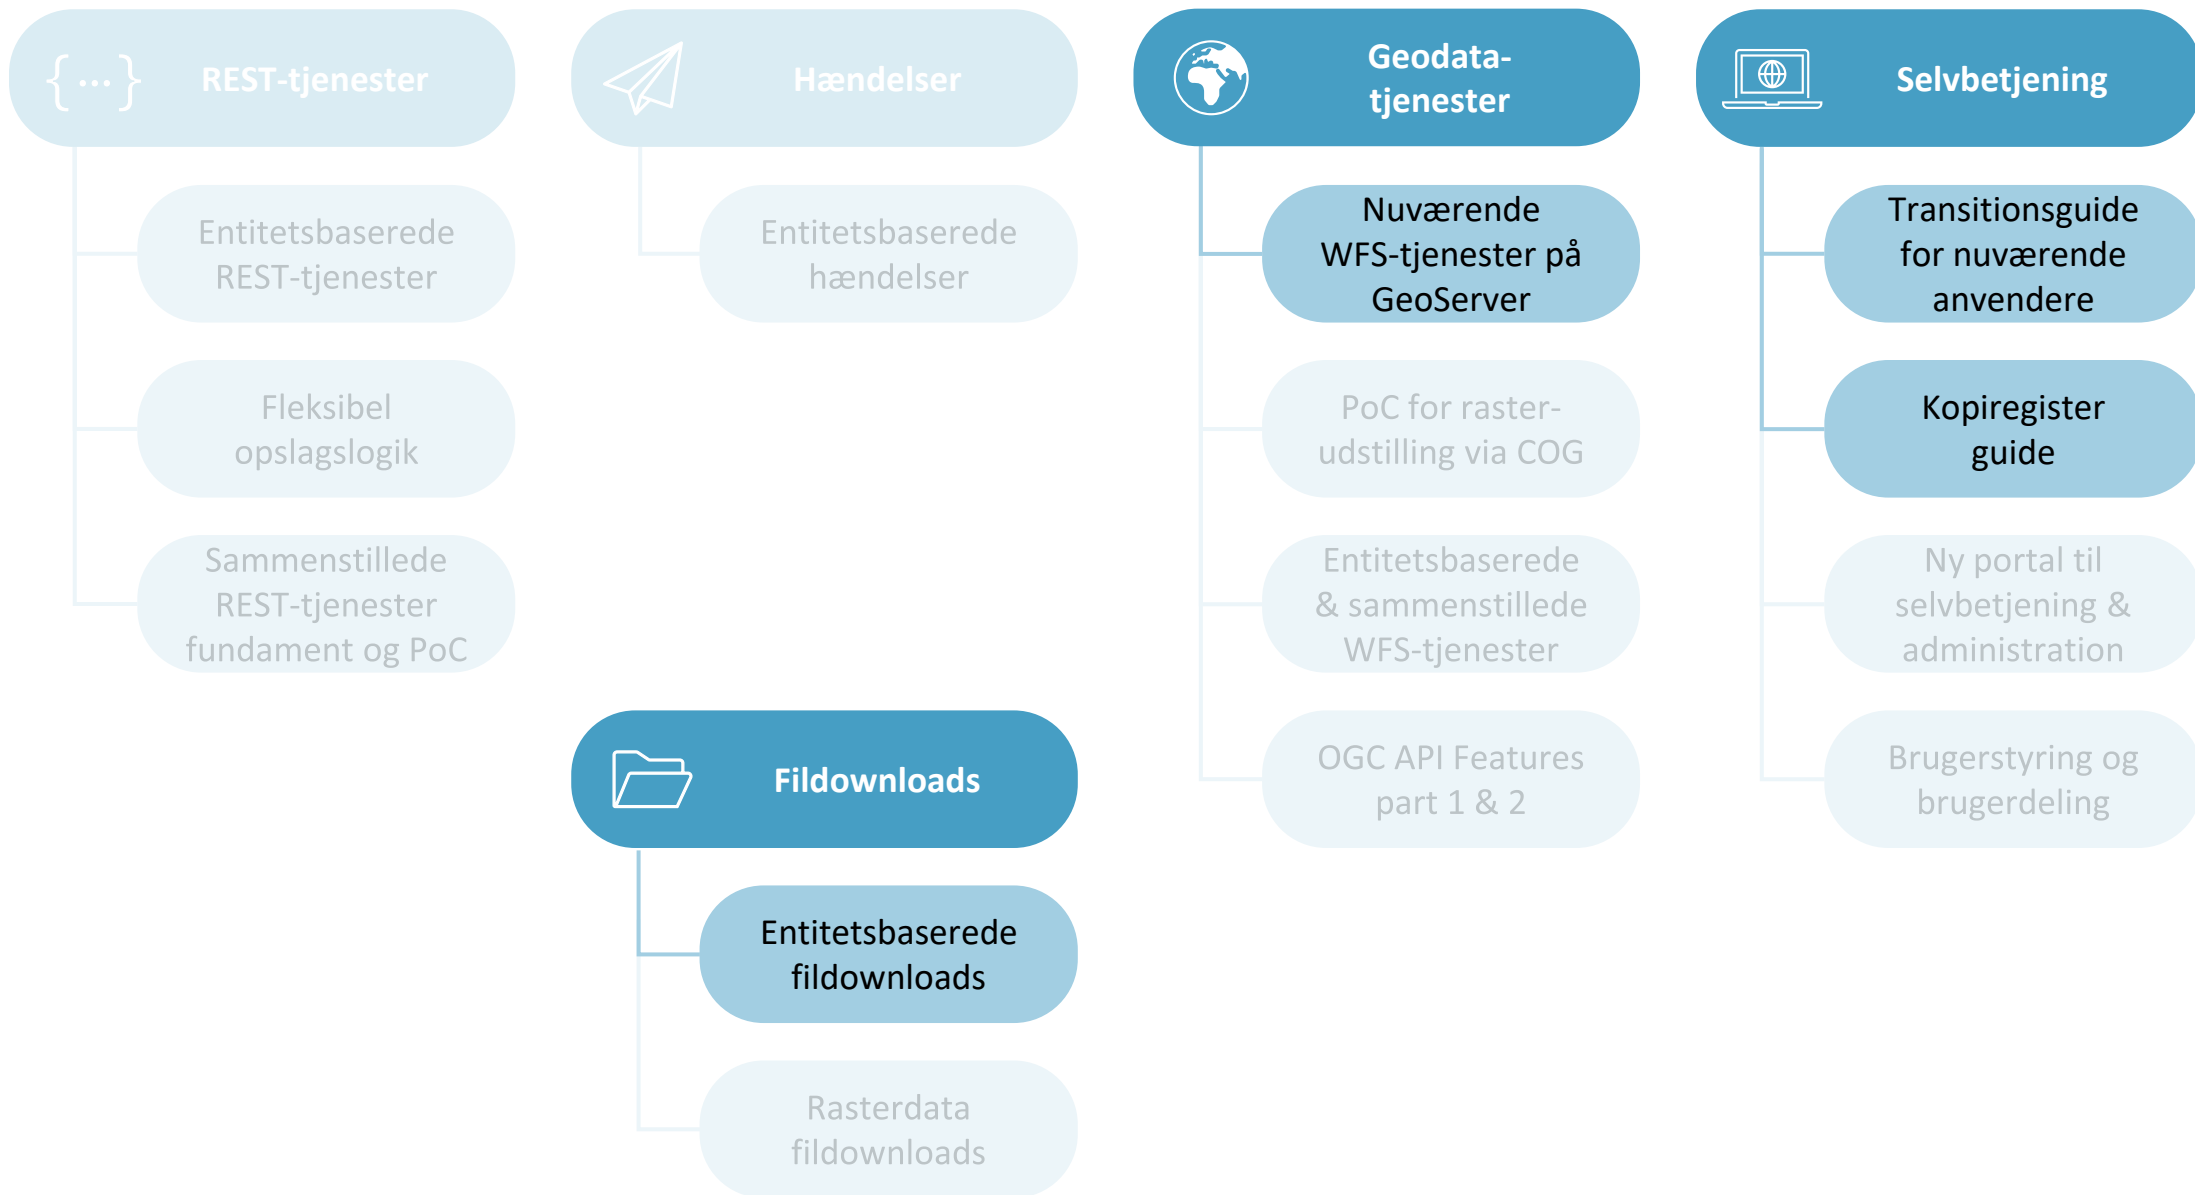 {...}
REST-tjenester
Entitetsbaserede
REST-tjenester
Fleksibel
opslagslogik
Sammenstillede
REST-tjenester
fundament og PoC
Hændelser
Entitetsbaserede
hændelser
Fildownloads
Entitetsbaserede
fildownloads
Rasterdata
fildownloads
Geodata-
tjenester
Nuværende
WFS-tjenester på
GeoServer
PoC for raster-
udstilling via COG
Entitetsbaserede
& sammenstillede
WFS-tjenester
OGC API Features
part 1 & 2
Selvbetjening
Transitionsguide
for nuværende
anvendere
Kopiregister
guide
Ny portal til
selvbetjening &
administration
Brugerstyring og
brugerdeling